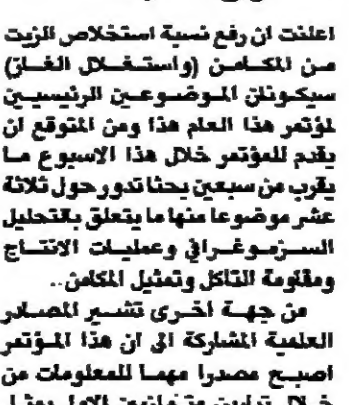 اعلنت ان رفع نسبة استخلاص الزيت
من المكامن (واستغلال الغاز)
سيكونان الموضوعين الرئيسيين
لمؤتمر هذا العام هذا ومن المتوقع ان
يقدم للمؤتمر خلال هذا الاسبوع ما
يقرب من سبعين بحثا تدور حول ثلاثة
عشر موضوعا منها ما يتعلق بالتحليل
السزموغرافي وعمليات الانتاج
ومقاومة التآكل وتمثيل المكامن..
من جهة اخرى تشير المصادر
العلمية المشاركة الى ان هذا المؤتمر
اصبح مصدرا مهما للمعلومات عن
خلال